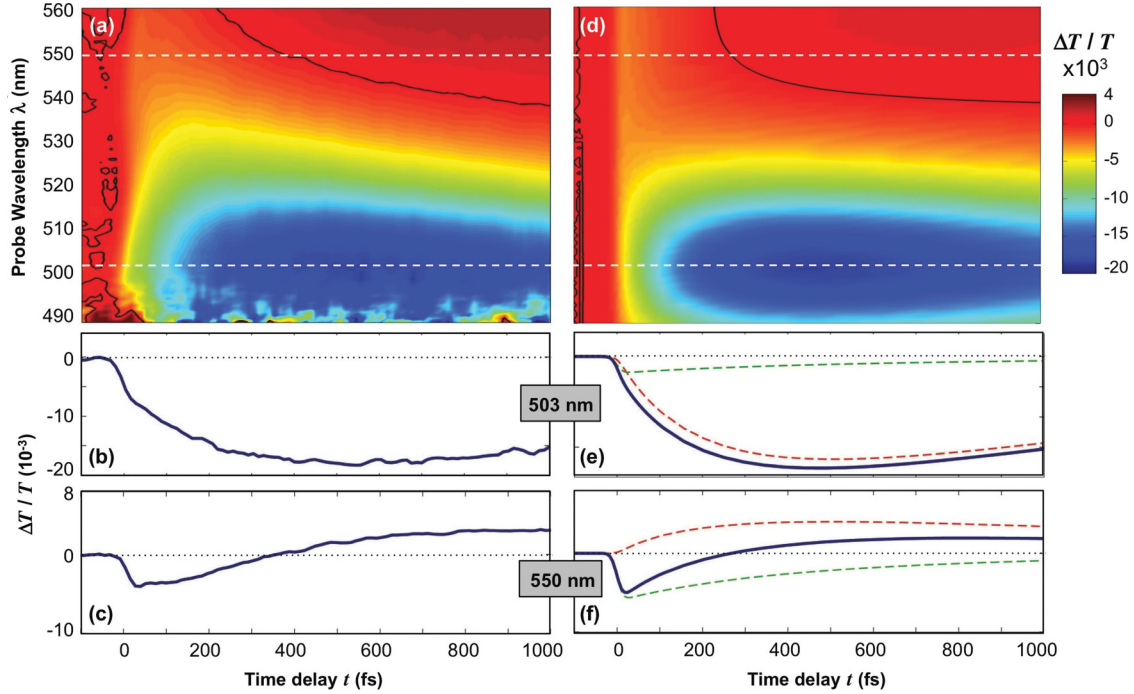 (a)
(d)
560
550
540
530
520
510
500
490
Probe Wavelength λ (nm)
ΔT / T
x10³
4
0
-5
-10
-15
-20
0
-10
-20
(b)
503 nm
(e)
ΔT / T (10⁻³)
8
0
-10
(c)
550 nm
(f)
0 200 400 600 800 1000
0 200 400 600 800 1000
Time delay t (fs)
Time delay t (fs)